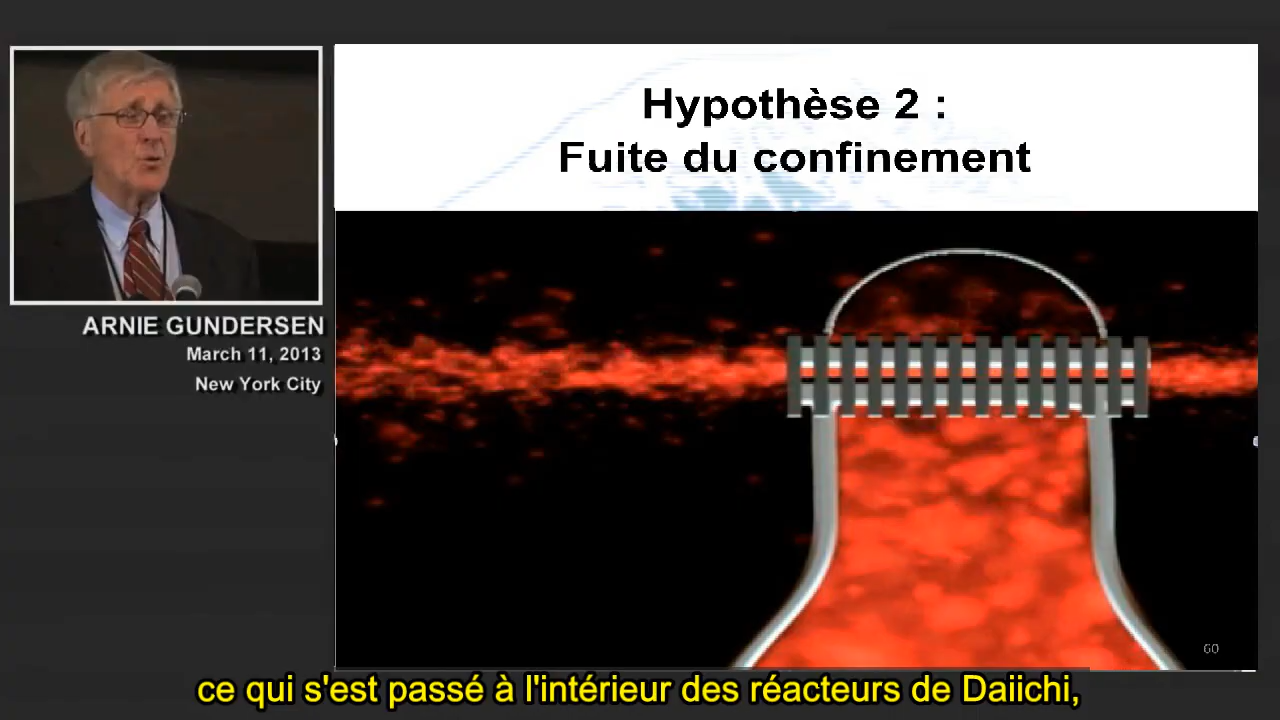 Hypothèse 2 :
Fuite du confinement
ARNIE GUNDERSEN
March 11, 2013
New York City
GO
ce qui s'est passé à l'intérieur des réacteurs de Daiichi,